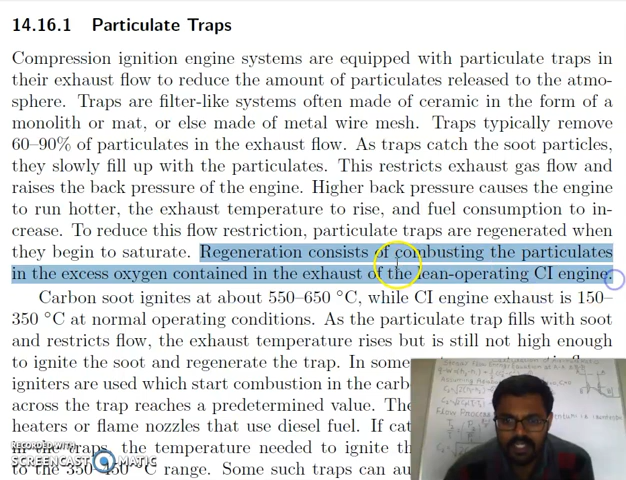 14.16.1 Particulate Traps
Compression ignition engine systems are equipped with particulate traps in
their exhaust flow to reduce the amount of particulates released to the atmo-
sphere. Traps are filter-like systems often made of ceramic in the form of a
monolith or mat, or else made of metal wire mesh. Traps typically remove
60–90% of particulates in the exhaust flow. As traps catch the soot particles,
they slowly fill up with the particulates. This restricts exhaust gas flow and
raises the back pressure of the engine. Higher back pressure causes the engine
to run hotter, the exhaust temperature to rise, and fuel consumption to in-
crease. To reduce this flow restriction, particulate traps are regenerated when
they begin to saturate. Regeneration consists of combusting the particulates
in the excess oxygen contained in the exhaust of the lean-operating CI engine.
Carbon soot ignites at about 550–650 °C, while CI engine exhaust is 150–
350 °C at normal operating conditions. As the particulate trap fills with soot
and restricts flow, the exhaust temperature rises but is still not high enough
to ignite the soot and regenerate the trap. In some
igniters are used which start combustion in the carb
across the trap reaches a predetermined value. The
heaters or flame nozzles that use diesel fuel. If cat
RECORDED WITH
in the traps, the temperature needed to ignite th
SCREENCAST MATIC
to the 350–450 °C range. Some such traps can au
Flow Process